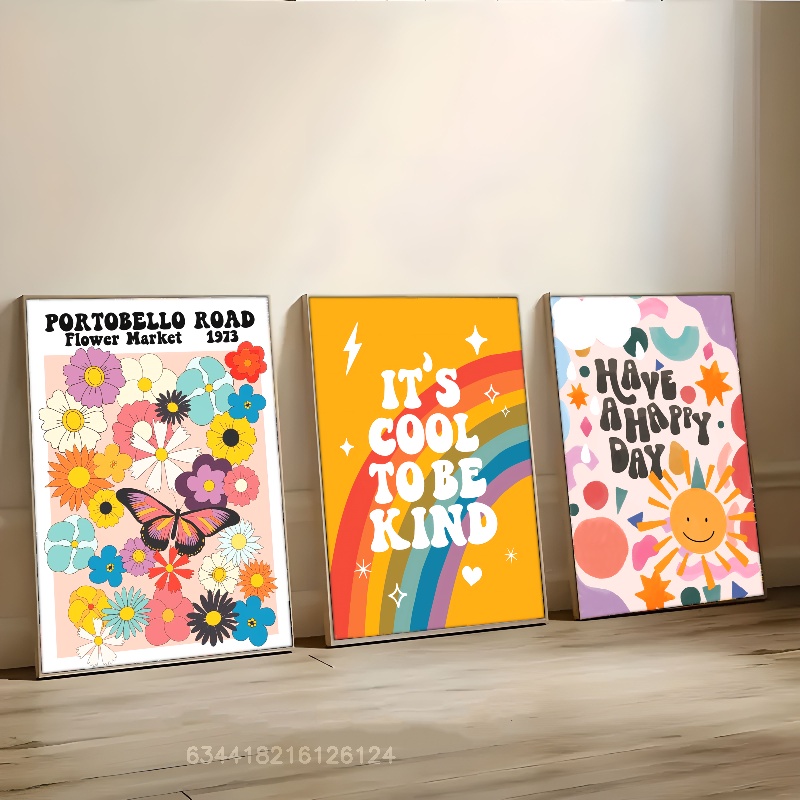 PORTOBELLO ROAD
Flower Market 1973
IT'S
COOL
TO BE
KIND
HAVE
A HAPPY
DAY
634418216126124